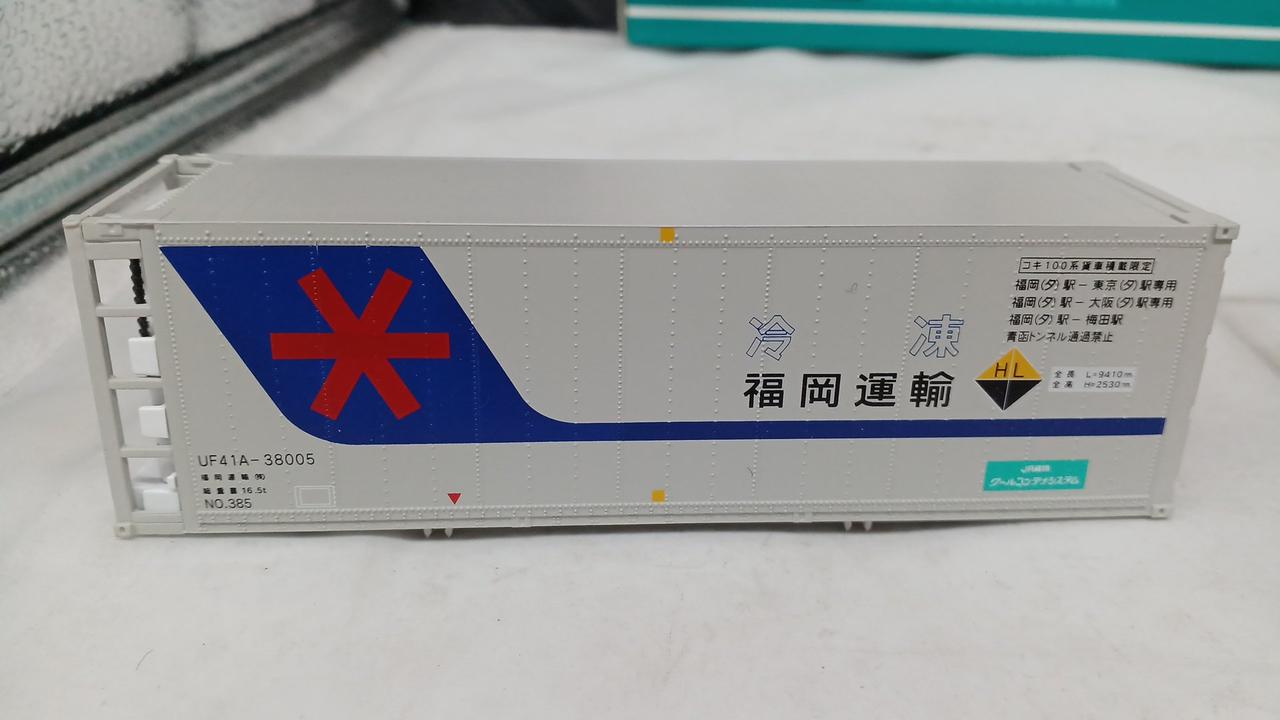 コキ100系貨車積載限定
福岡(タ)駅－東京(タ)駅専用
福岡(タ)駅－大阪(タ)駅専用
福岡(タ)駅－梅田駅
青函トンネル通過禁止
冷凍
福岡運輸
HL
全長 L=9410㎜
全高 H=2530㎜
UF41A-38005
福岡運輸㈱
総重量16.5t
NO.385
JR貨物
クールコンテナシステム